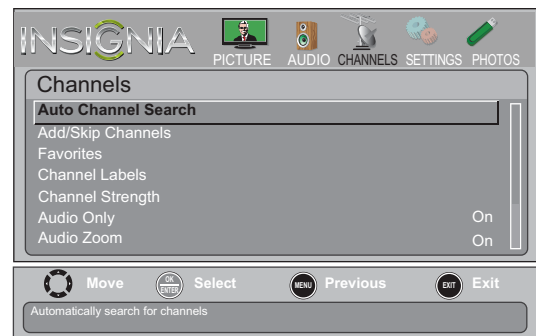 INSIGNIA
PICTURE AUDIO CHANNELS SETTINGS PHOTOS
Channels
Auto Channel Search
Add/Skip Channels
Favorites
Channel Labels
Channel Strength
Audio Only On
Audio Zoom On
Move OK ENTER Select MENU Previous EXIT Exit
Automatically search for channels